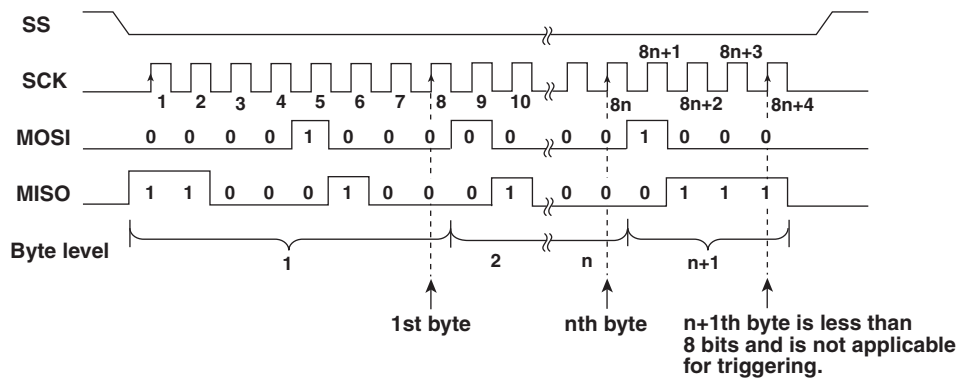 SS
8n+1 8n+3
SCK
1 2 3 4 5 6 7 8 9 10 8n 8n+2 8n+4
MOSI 0 0 0 0 1 0 0 0 0 0 0 0 1 0 0 0
MISO 1 1 0 0 0 1 0 0 0 1 0 0 0 1 1 1
Byte level
1 2 n n+1
1st byte nth byte n+1th byte is less than
8 bits and is not applicable
for triggering.